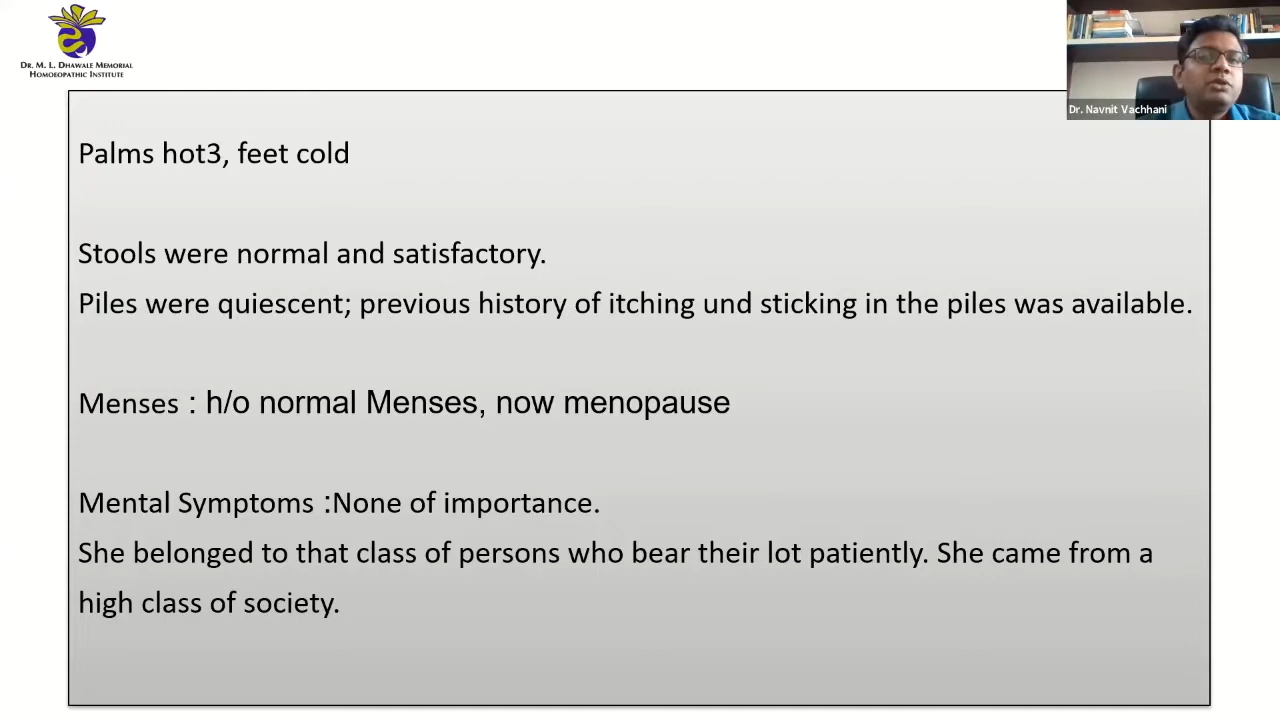 Dr. M. L. Dhawale Memorial
Homoeopathic Institute
Dr. Navnit Vachhani
Palms hot3, feet cold
Stools were normal and satisfactory.
Piles were quiescent; previous history of itching und sticking in the piles was available.
Menses : h/o normal Menses, now menopause
Mental Symptoms :None of importance.
She belonged to that class of persons who bear their lot patiently. She came from a
high class of society.